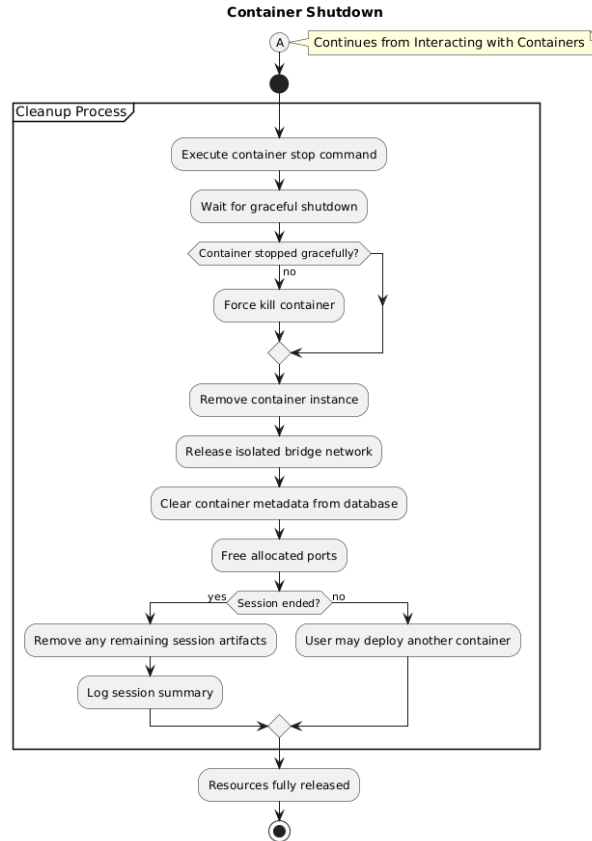 Container Shutdown
A
Continues from Interacting with Containers
Cleanup Process
Execute container stop command
Wait for graceful shutdown
Container stopped gracefully?
no
Force kill container
Remove container instance
Release isolated bridge network
Clear container metadata from database
Free allocated ports
yes
Session ended?
no
Remove any remaining session artifacts
User may deploy another container
Log session summary
Resources fully released